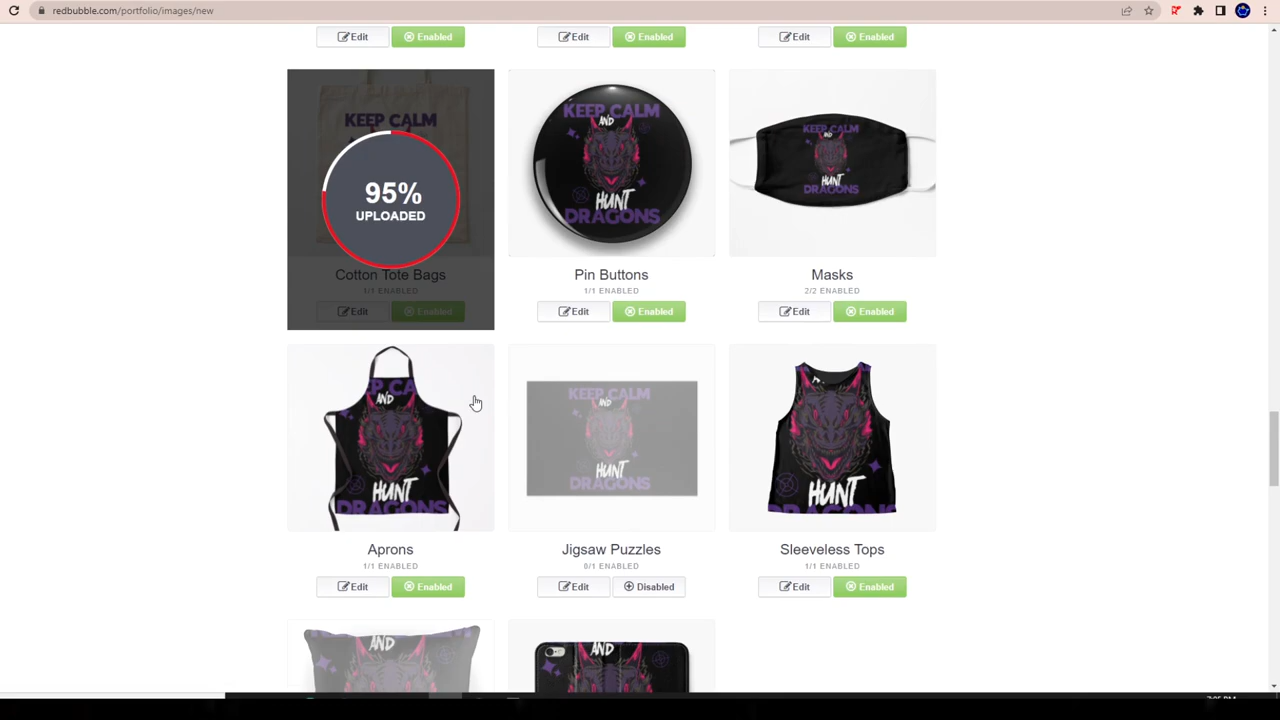 redbubble.com/portfolio/images/new
Edit Enabled Edit Enabled Edit Enabled
KEEP CALM
95%
UPLOADED
KEEP CALM
AND
HUNT
DRAGONS
KEEP CALM
AND
HUNT
DRAGONS
Cotton Tote Bags Pin Buttons Masks
1/1 ENABLED 1/1 ENABLED 2/2 ENABLED
Edit Enabled Edit Enabled Edit Enabled
AND
HUNT
DRAGONS
KEEP CALM
AND
HUNT
DRAGONS
HUNT
Aprons Jigsaw Puzzles Sleeveless Tops
1/1 ENABLED 0/1 ENABLED 1/1 ENABLED
Edit Enabled Edit Disabled Edit Enabled
AND
AND